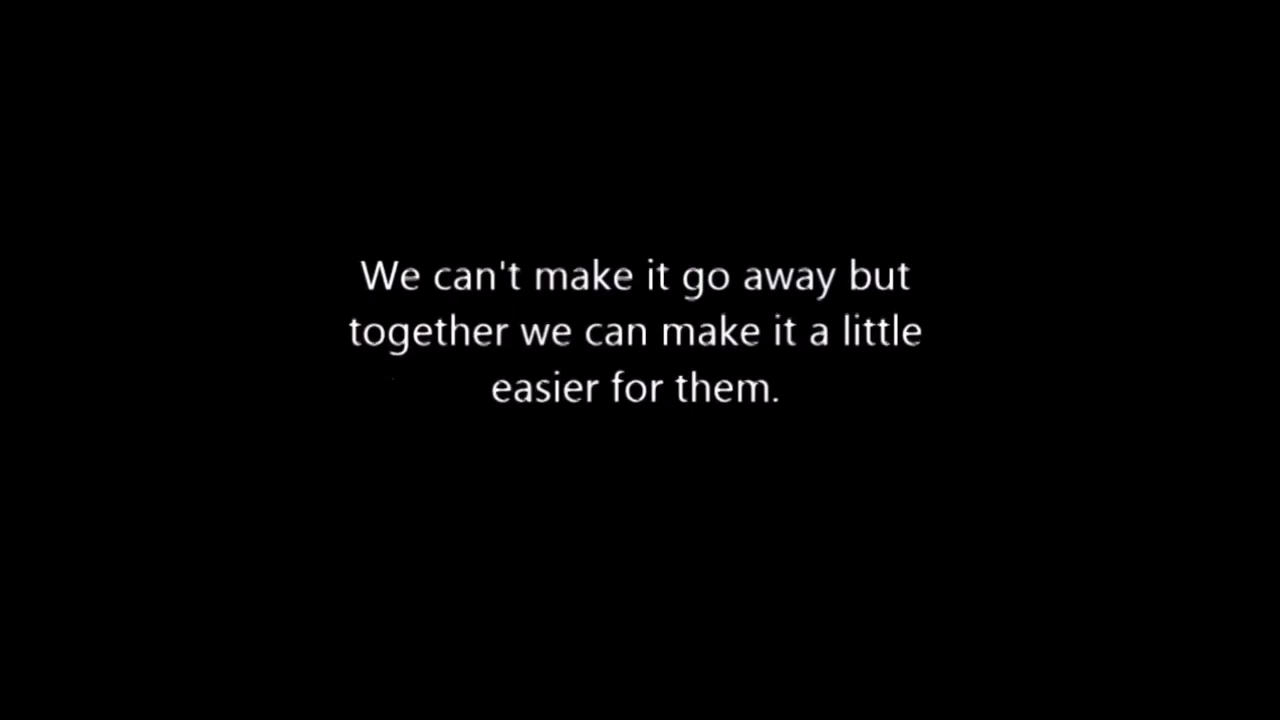 We can't make it go away but
together we can make it a little
easier for them.